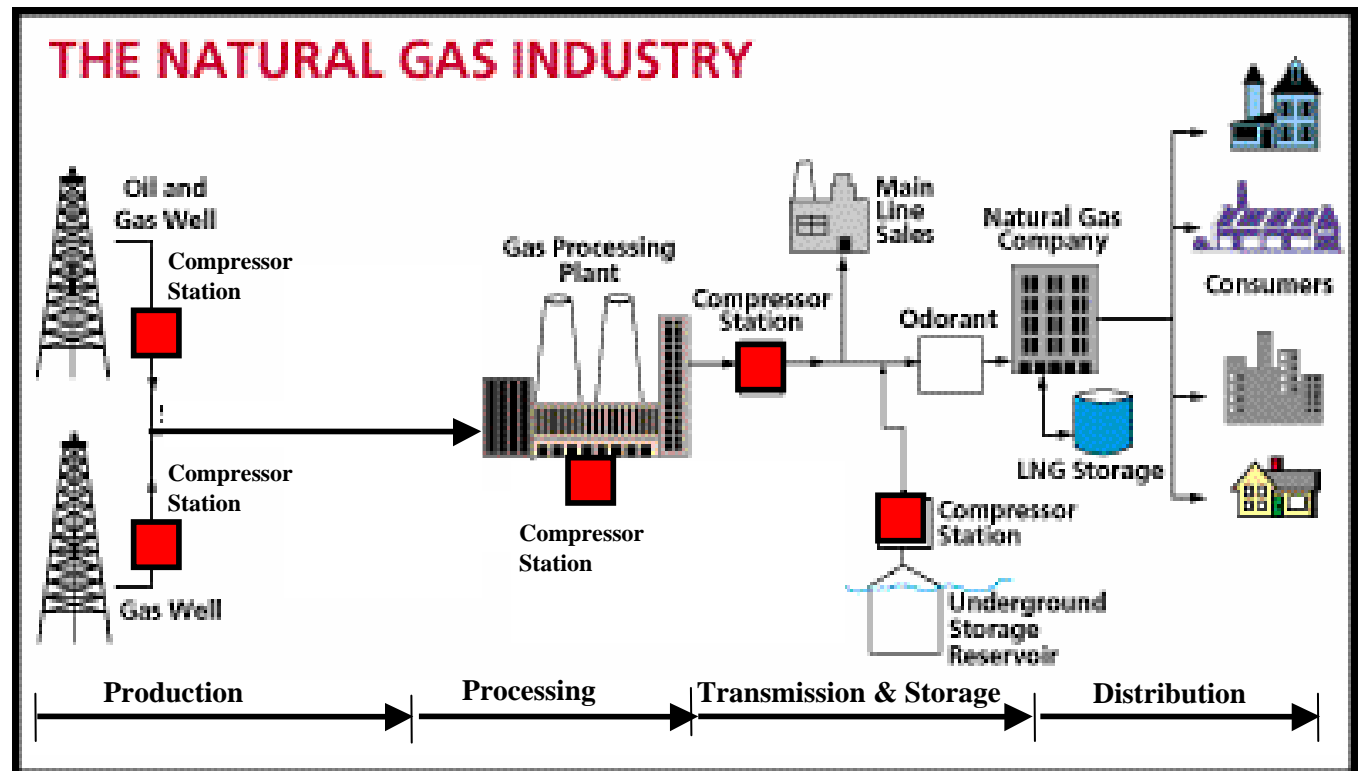 THE NATURAL GAS INDUSTRY
Oil and
Gas Well
Compressor
Station
!
Compressor
Station
Gas Well
Gas Processing
Plant
Compressor
Station
Compressor
Station
Main
Line
Sales
Odorant
Natural Gas
Company
LNG Storage
Compressor
Station
Underground
Storage
Reservoir
Consumers
Production
Processing
Transmission & Storage
Distribution